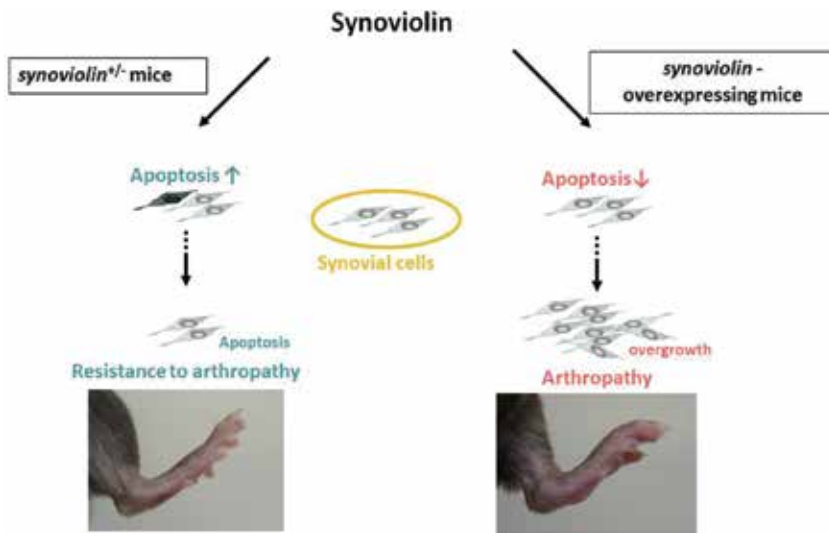 Synoviolin
synoviolin+/- mice
synoviolin -
overexpressing mice
Apoptosis ↑
Apoptosis ↓
Synovial cells
Apoptosis
Resistance to arthropathy
overgrowth
Arthropathy